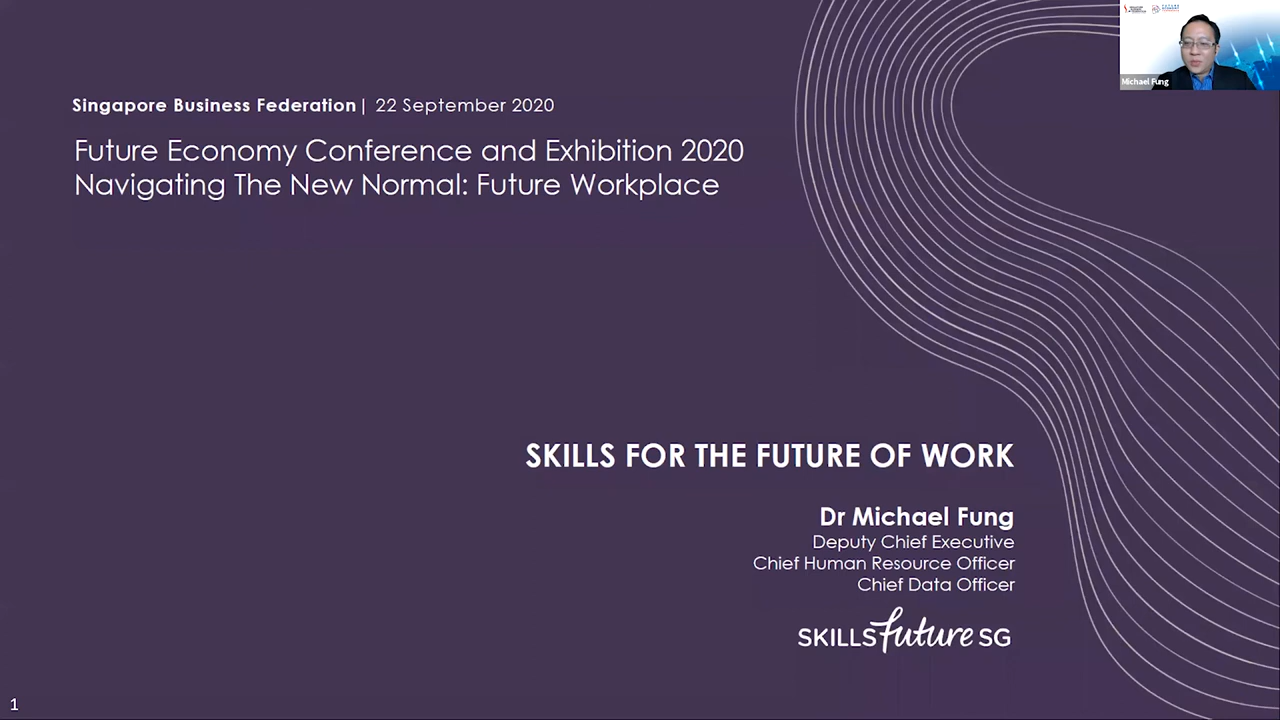 Singapore Business Federation | 22 September 2020
Future Economy Conference and Exhibition 2020
Navigating The New Normal: Future Workplace
Michael Fung
SKILLS FOR THE FUTURE OF WORK
Dr Michael Fung
Deputy Chief Executive
Chief Human Resource Officer
Chief Data Officer
SKILLSfuture SG
1